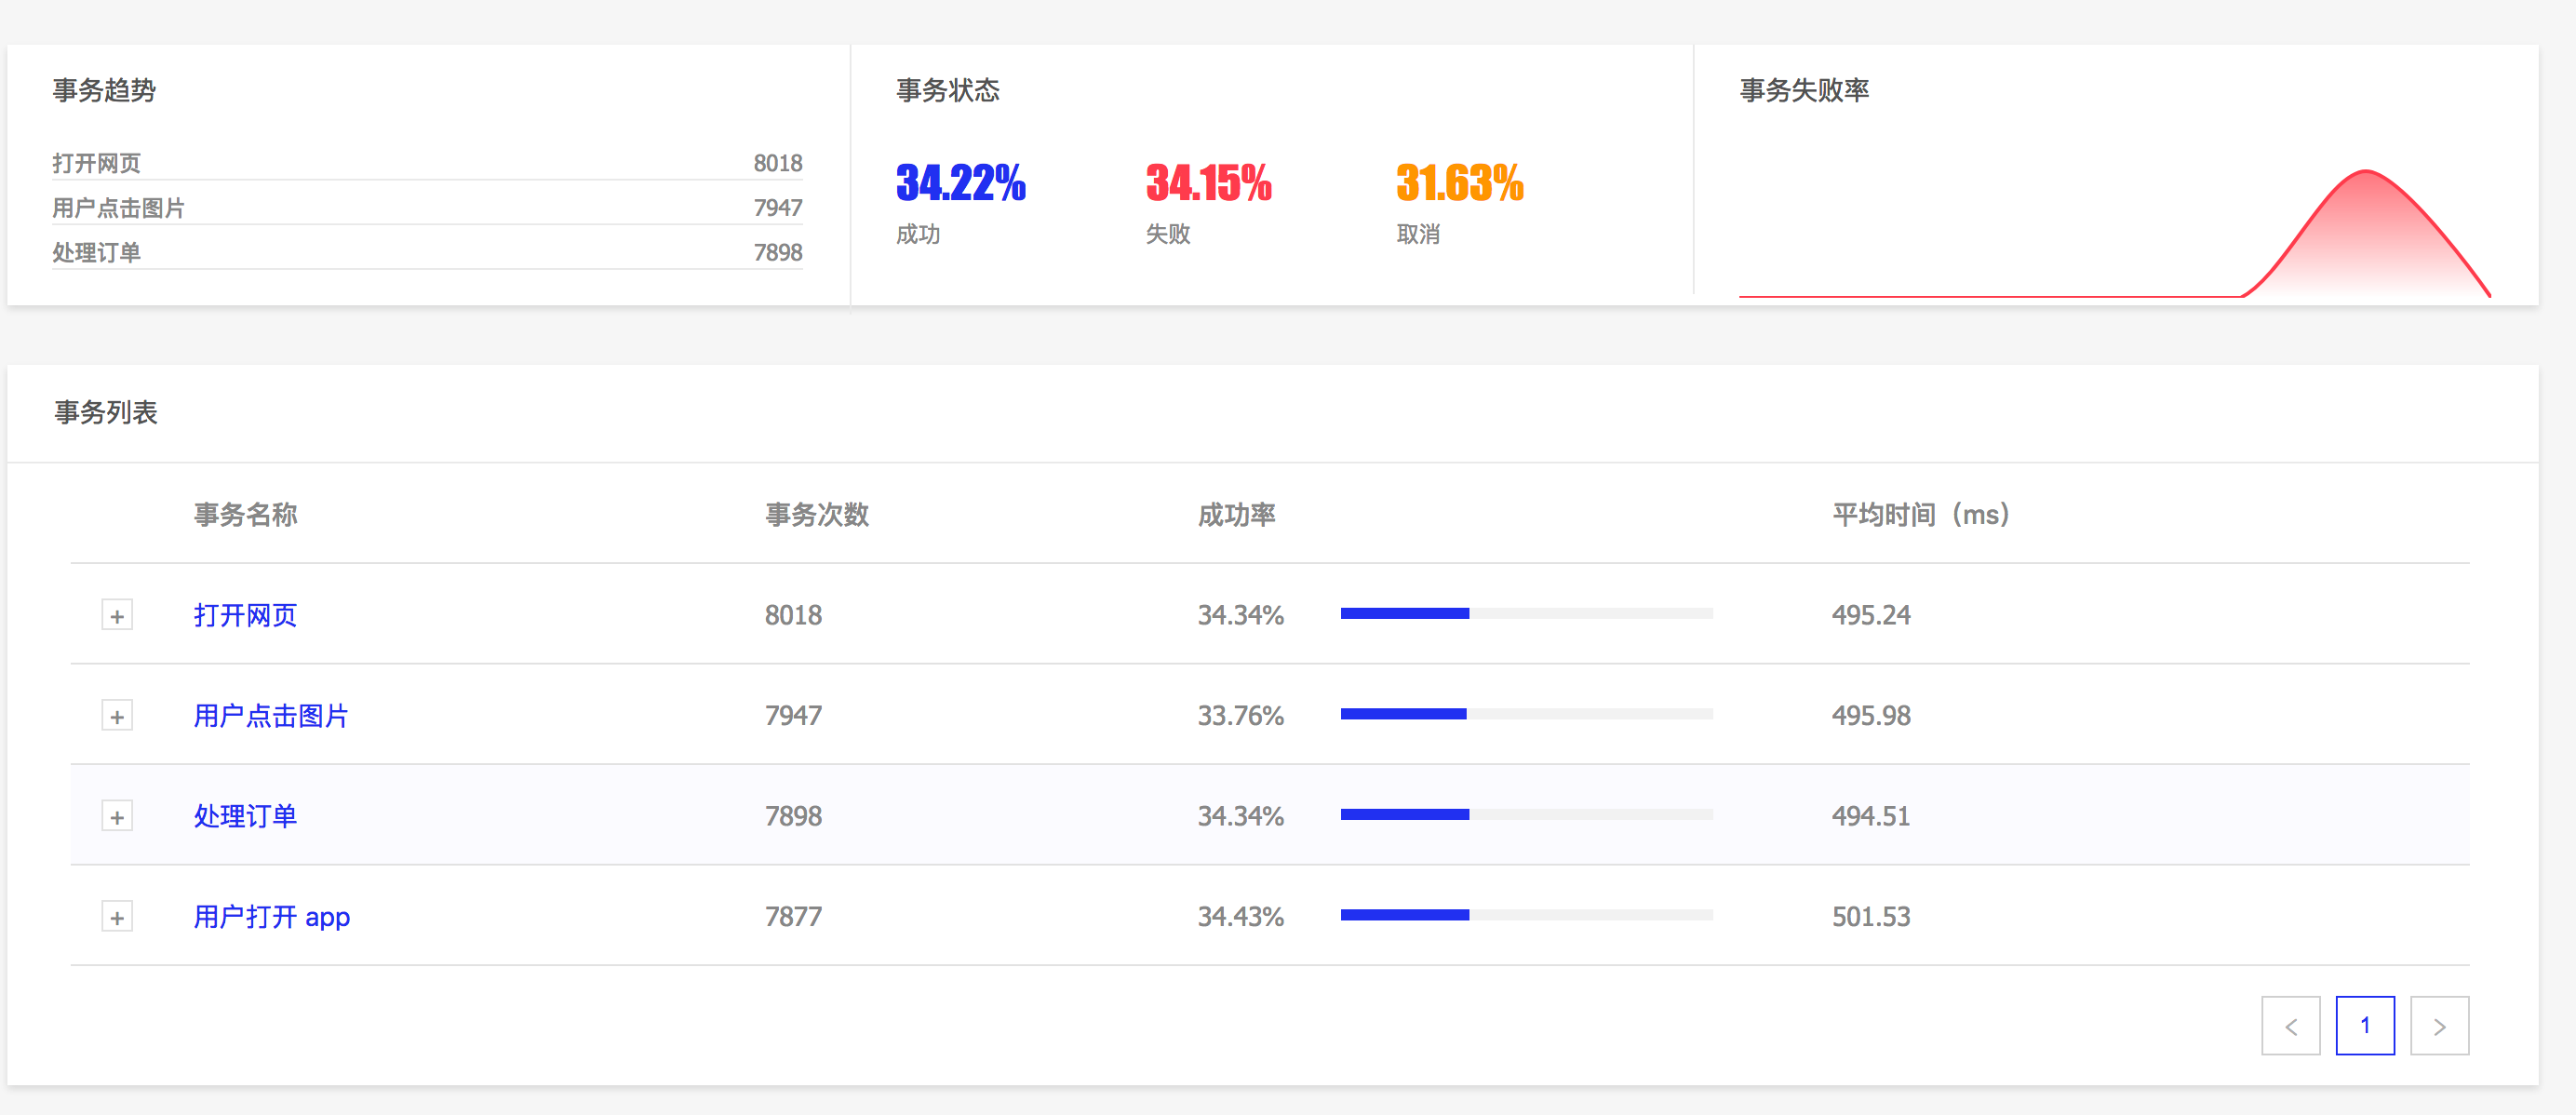 事务趋势
打开网页 8018
用户点击图片 7947
处理订单 7898
事务状态
34.22% 34.15% 31.63%
成功 失败 取消
事务失败率
事务列表
事务名称 事务次数 成功率 平均时间（ms）
+ 打开网页 8018 34.34% 495.24
+ 用户点击图片 7947 33.76% 495.98
+ 处理订单 7898 34.34% 494.51
+ 用户打开 app 7877 34.43% 501.53
< 1 >